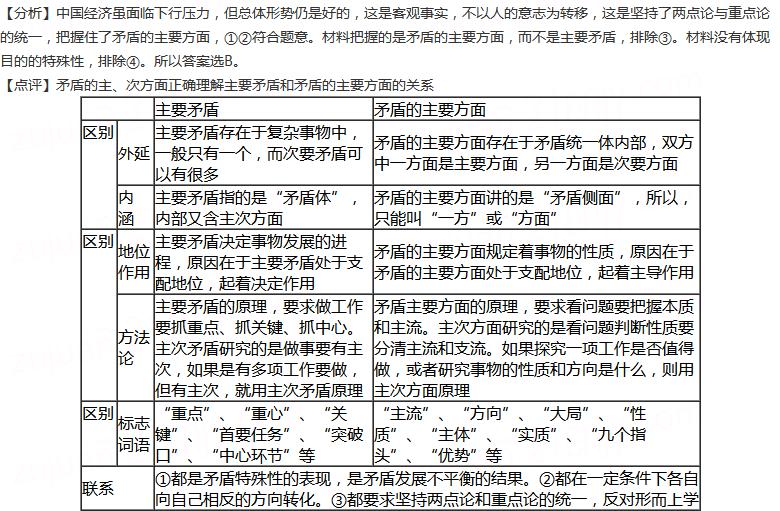 【分析】中国经济虽面临下行压力，但总体形势仍是好的，这是客观事实，不以人的意志为转移，这是坚持了两点论与重点论
的统一，把握住了矛盾的主要方面，①②符合题意。材料把握的是矛盾的主要方面，而不是主要矛盾，排除③。材料没有体现
目的的特殊性，排除④。所以答案选B。
【点评】矛盾的主、次方面正确理解主要矛盾和矛盾的主要方面的关系
主要矛盾
矛盾的主要方面
区别
外延
主要矛盾存在于复杂事物中，
一般只有一个，而次要矛盾可
以有很多
矛盾的主要方面存在于矛盾统一体内部，双方
中一方面是主要方面，另一方面是次要方面
内
涵
主要矛盾指的是“矛盾体”，
内部又含主次方面
矛盾的主要方面讲的是“矛盾侧面”，所以，
只能叫“一方”或“方面”
区别
地位
作用
主要矛盾决定事物发展的进
程，原因在于主要矛盾处于支
配地位，起着决定作用
矛盾的主要方面规定着事物的性质，原因在于
矛盾的主要方面处于支配地位，起着主导作用
方法
论
主要矛盾的原理，要求做工作
要抓重点、抓关键、抓中心。
主次矛盾研究的是做事要有主
次，如果是有多项工作要做，
但有主次，就用主次矛盾原理
矛盾主要方面的原理，要求看问题要把握本质
和主流。主次方面研究的是看问题判断性质要
分清主流和支流。如果探究一项工作是否值得
做，或者研究事物的性质和方向是什么，则用
主次方面原理
区别
标志
词语
“重点”、“重心”、“关
键”、“首要任务”、“突破
口”、“中心环节”等
“主流”、“方向”、“大局”、“性
质”、“主体”、“实质”、“九个指
头”、“优势”等
联系
①都是矛盾特殊性的表现，是矛盾发展不平衡的结果。②都在一定条件下各自
向自己相反的方向转化。③都要求坚持两点论和重点论的统一，反对形而上学